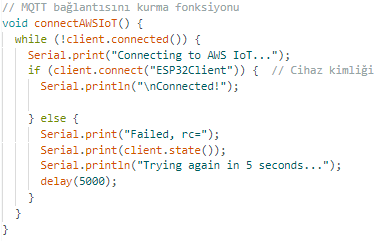 // MQTT bağlantısını kurma fonksiyonu
void connectAWSIoT() {
  while (!client.connected()) {
    Serial.print("Connecting to AWS IoT...");
    if (client.connect("ESP32Client")) {  // Cihaz kimliği
      Serial.println("\nConnected!");

    } else {
      Serial.print("Failed, rc=");
      Serial.print(client.state());
      Serial.println("Trying again in 5 seconds...");
      delay(5000);
    }
  }
}